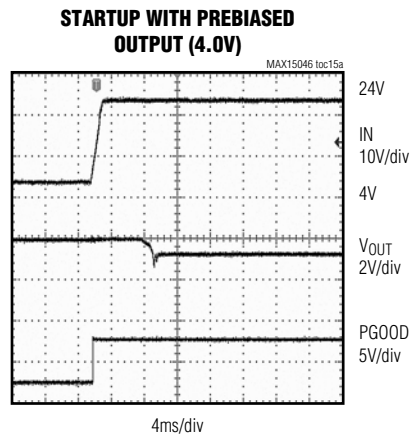 STARTUP WITH PREBIASED
OUTPUT (4.0V)
MAX15046 toc15a
24V
IN
10V/div
4V
VOUT
2V/div
PGOOD
5V/div
4ms/div